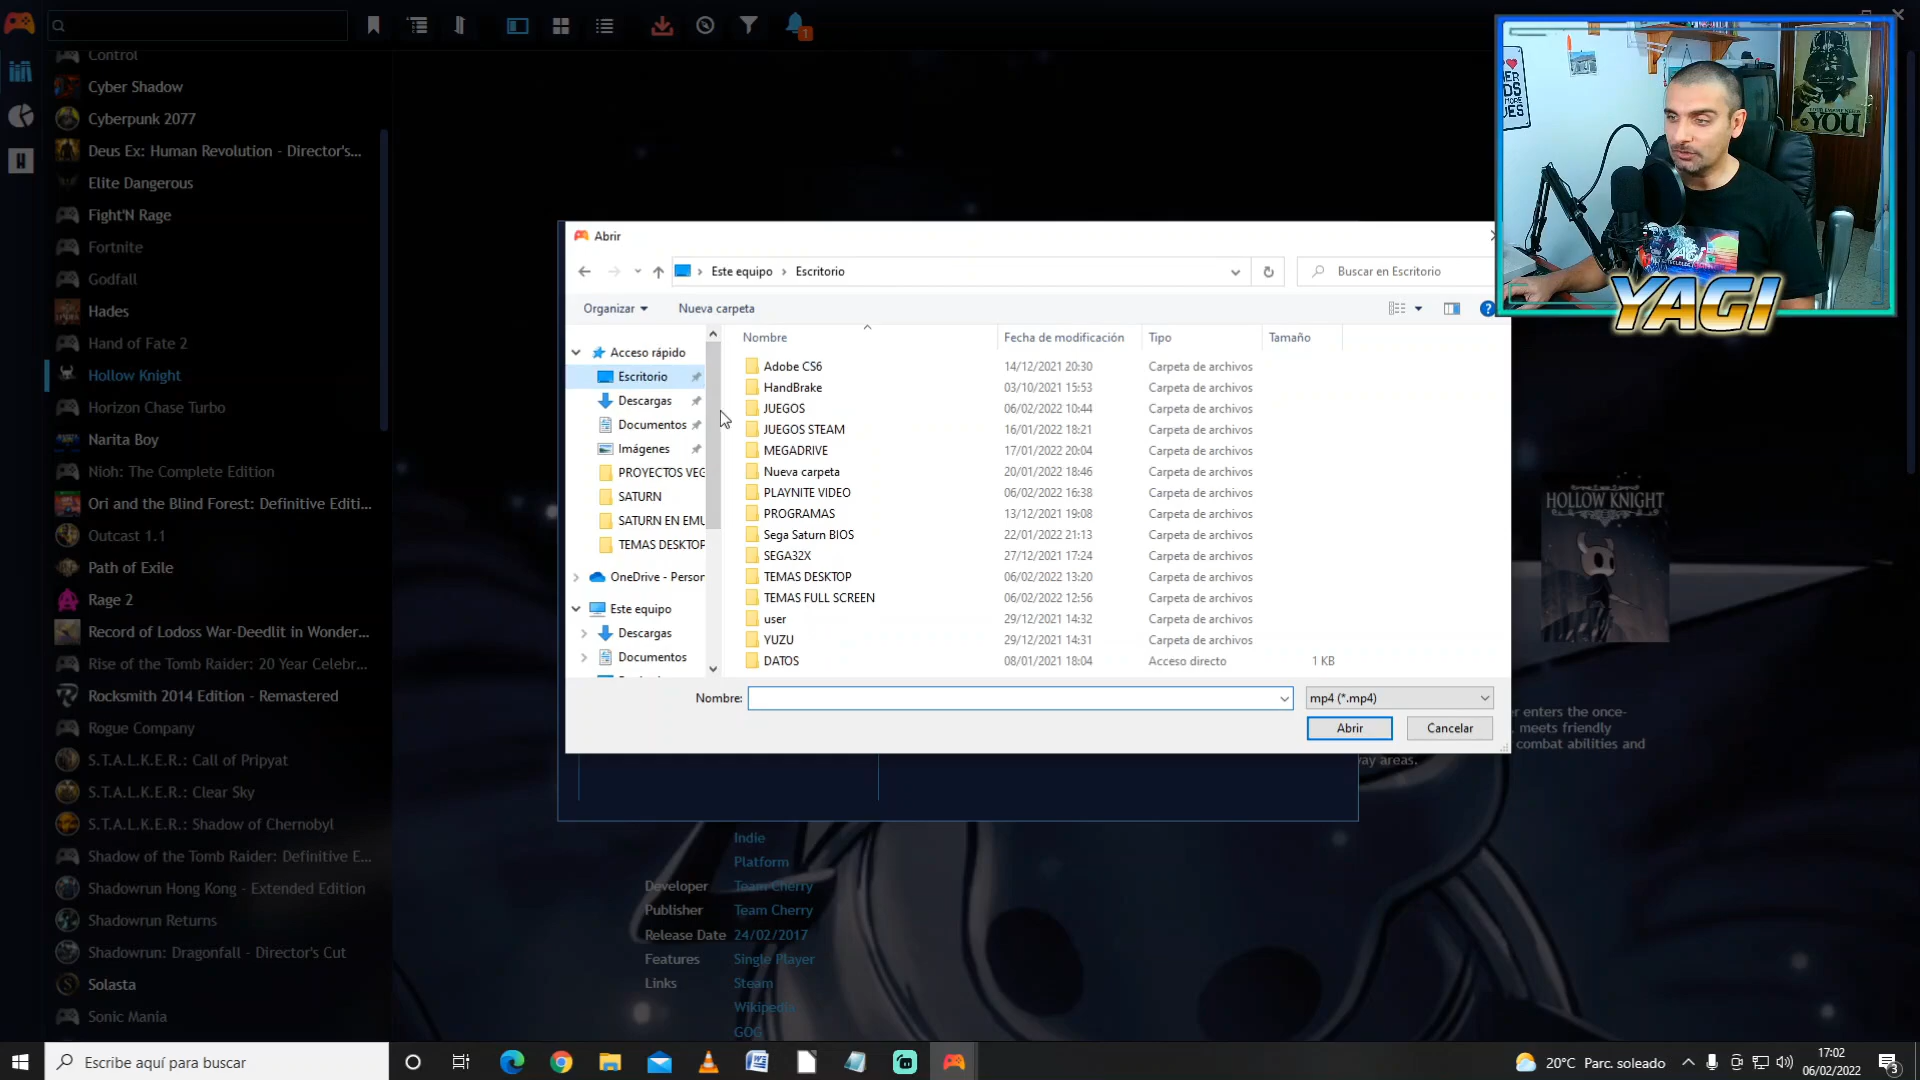 Control
Cyber Shadow
Cyberpunk 2077
Deus Ex: Human Revolution - Director's...
Elite Dangerous
Fight'N Rage
Fortnite
Godfall
Hades
Hand of Fate 2
Hollow Knight
Horizon Chase Turbo
Narita Boy
Nioh: The Complete Edition
Ori and the Blind Forest: Definitive Editi...
Outcast 1.1
Path of Exile
Rage 2
Record of Lodoss War-Deedlit in Wonder...
Rise of the Tomb Raider: 20 Year Celebr...
Rocksmith 2014 Edition - Remastered
Rogue Company
S.T.A.L.K.E.R.: Call of Pripyat
S.T.A.L.K.E.R.: Clear Sky
S.T.A.L.K.E.R.: Shadow of Chernobyl
Shadow of the Tomb Raider: Definitive E...
Shadowrun Hong Kong - Extended Edition
Shadowrun Returns
Shadowrun: Dragonfall - Director's Cut
Solasta
Sonic Mania
1
Abrir
Este equipo > Escritorio
Buscar en Escritorio
Organizar
Nueva carpeta
Acceso rápido
Escritorio
Descargas
Documentos
Imágenes
PROYECTOS VEG
SATURN
SATURN EN EMU
TEMAS DESKTOP
OneDrive - Person
Este equipo
Descargas
Documentos
Nombre Fecha de modificación Tipo Tamaño
Adobe CS6 14/12/2021 20:30 Carpeta de archivos
HandBrake 03/10/2021 15:53 Carpeta de archivos
JUEGOS 06/02/2022 10:44 Carpeta de archivos
JUEGOS STEAM 16/01/2022 18:21 Carpeta de archivos
MEGADRIVE 17/01/2022 20:04 Carpeta de archivos
Nueva carpeta 20/01/2022 18:46 Carpeta de archivos
PLAYNITE VIDEO 06/02/2022 16:38 Carpeta de archivos
PROGRAMAS 13/12/2021 19:08 Carpeta de archivos
Sega Saturn BIOS 22/01/2022 21:13 Carpeta de archivos
SEGA32X 27/12/2021 17:24 Carpeta de archivos
TEMAS DESKTOP 06/02/2022 13:20 Carpeta de archivos
TEMAS FULL SCREEN 06/02/2022 12:56 Carpeta de archivos
user 29/12/2021 14:32 Carpeta de archivos
YUZU 29/12/2021 14:31 Carpeta de archivos
DATOS 08/01/2021 18:04 Acceso directo 1 KB
Nombre:
mp4 (*.mp4)
Abrir
Cancelar
YOU
YAGI
HOLLOW KNIGHT
er enters the once-
, meets friendly
combat abilities and
way areas.
Indie
Platform
Developer Team Cherry
Publisher Team Cherry
Release Date 24/02/2017
Features Single Player
Links Steam
Wikipedia
GOG
Escribe aquí para buscar
20°C Parc. soleado
17:02
06/02/2022
3